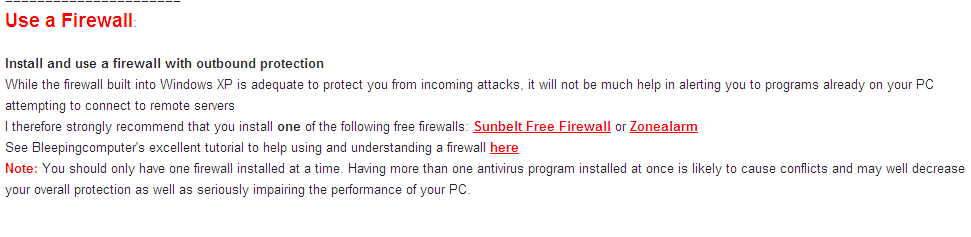 Use a Firewall:
Install and use a firewall with outbound protection
While the firewall built into Windows XP is adequate to protect you from incoming attacks, it will not be much help in alerting you to programs already on your PC
attempting to connect to remote servers
I therefore strongly recommend that you install one of the following free firewalls: Sunbelt Free Firewall or Zonealarm
See Bleepingcomputer's excellent tutorial to help using and understanding a firewall here
Note: You should only have one firewall installed at a time. Having more than one antivirus program installed at once is likely to cause conflicts and may well decrease
your overall protection as well as seriously impairing the performance of your PC.